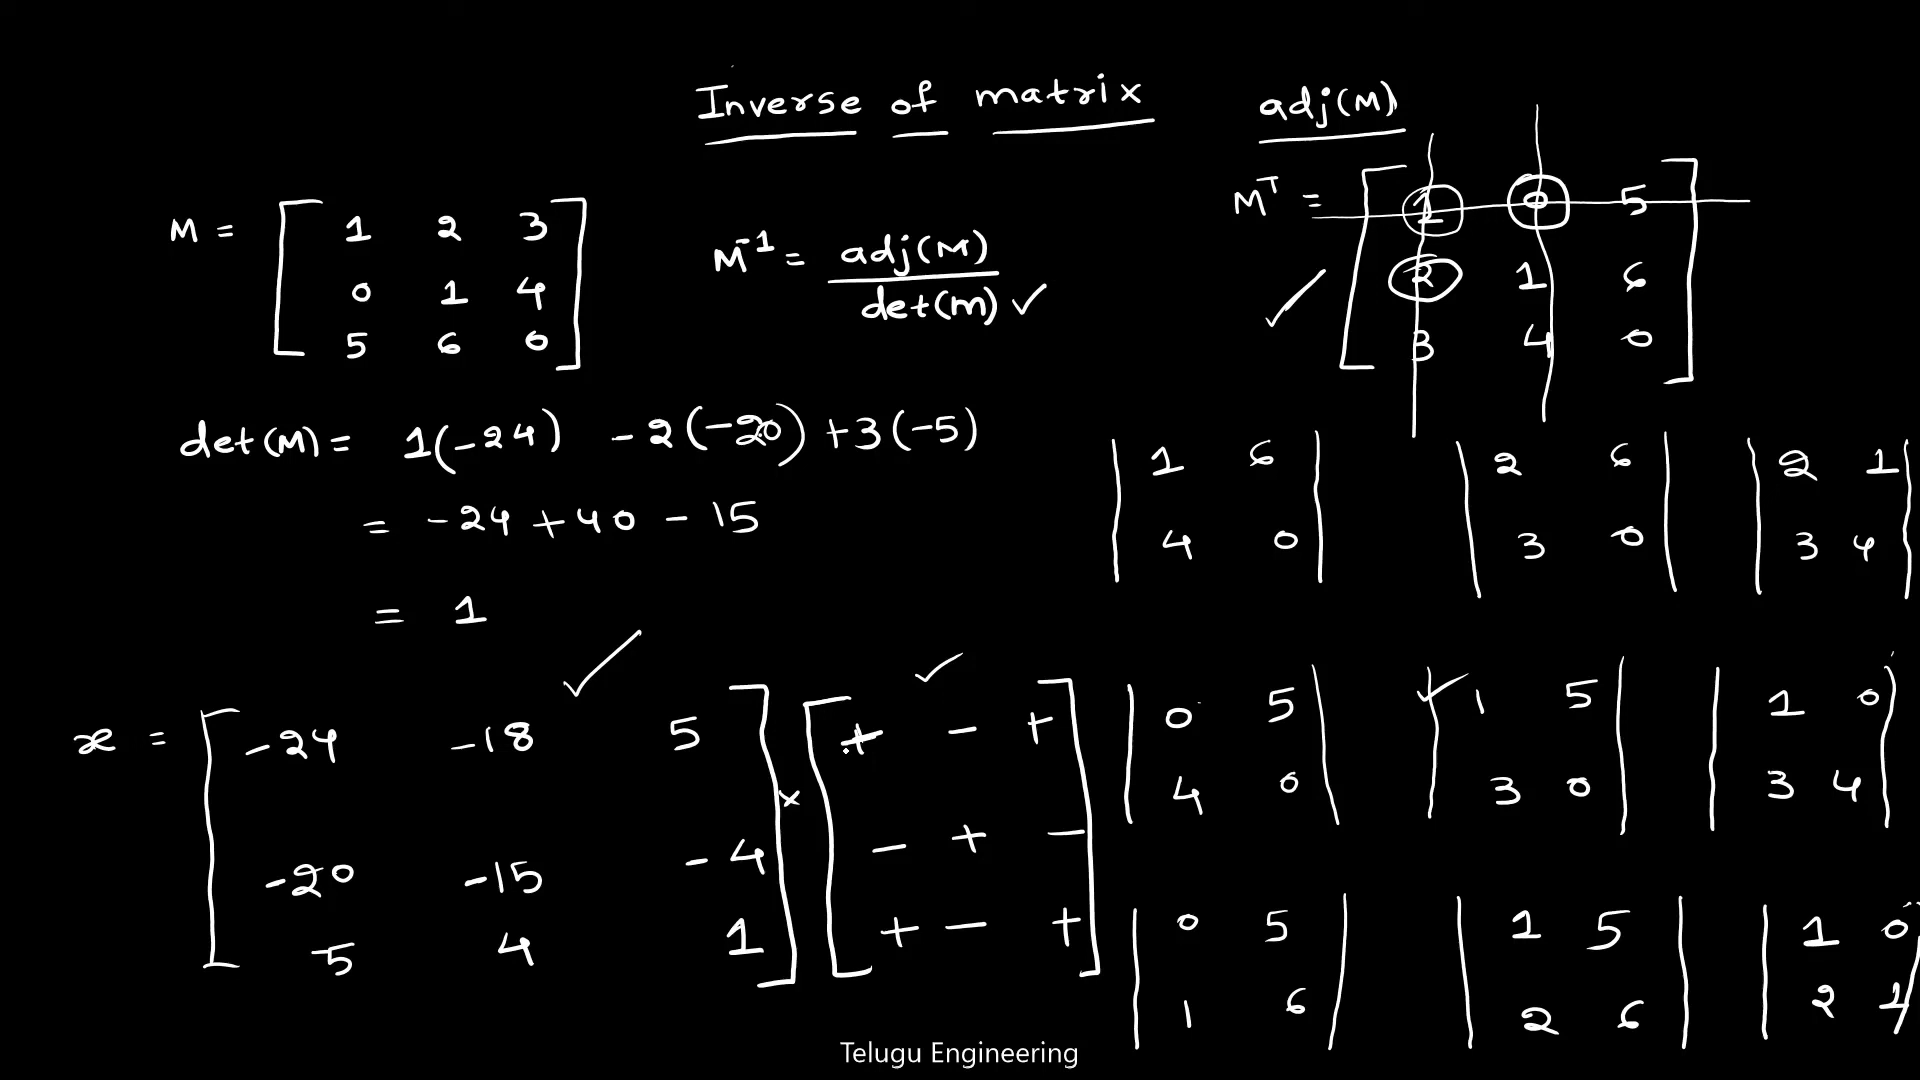 Inverse of matrix
M = [ 1 2 3
0 1 4
5 6 0 ]
M⁻¹ = adj(M)
det(m) ✓
det(M) = 1(-24) -2(-20) +3(-5)
= -24 + 40 - 15
= 1
✓
x = [ -24 -18 5
-20 -15 -4
5 4 1 ] × [ + - +
- + -
+ - + ] ✓
adj(M)
Mᵀ = [ 1 0 5
2 1 6
3 4 0 ]
✓
| 1 6 | | 2 6 | | 2 1 |
| 4 0 | | 3 0 | | 3 4 |
| 0 5 | ✓ | 1 5 | | 1 0 |
| 4 0 | | 3 0 | | 3 4 |
| 0 5 | | 1 5 | | 1 0 |
| 1 6 | | 2 6 | | 2 1 |
Telugu Engineering